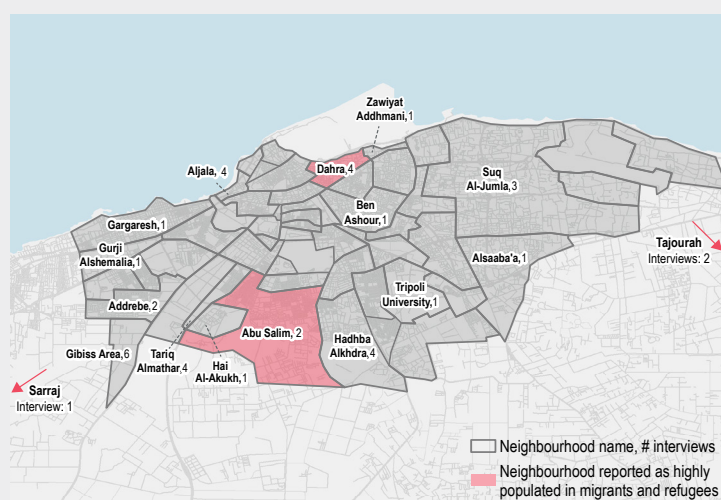 Zawiyat
Addhmani,1
Aljala, 4
Dahra,4
Suq
Al-Jumla,3
Ben
Ashour,1
Gargaresh,1
Gurji
Alshemalia,1
Tajourah
Interviews: 2
Alsaaba'a,1
Tripoli
University,1
Addrebe,2
Abu Salim, 2
Hadhba
Alkhdra,4
Gibiss Area,6
Tariq
Almathar,4
Hai
Al-Akukh,1
Sarraj
Interview: 1
Neighbourhood name, # interviews
Neighbourhood reported as highly
populated in migrants and refugees